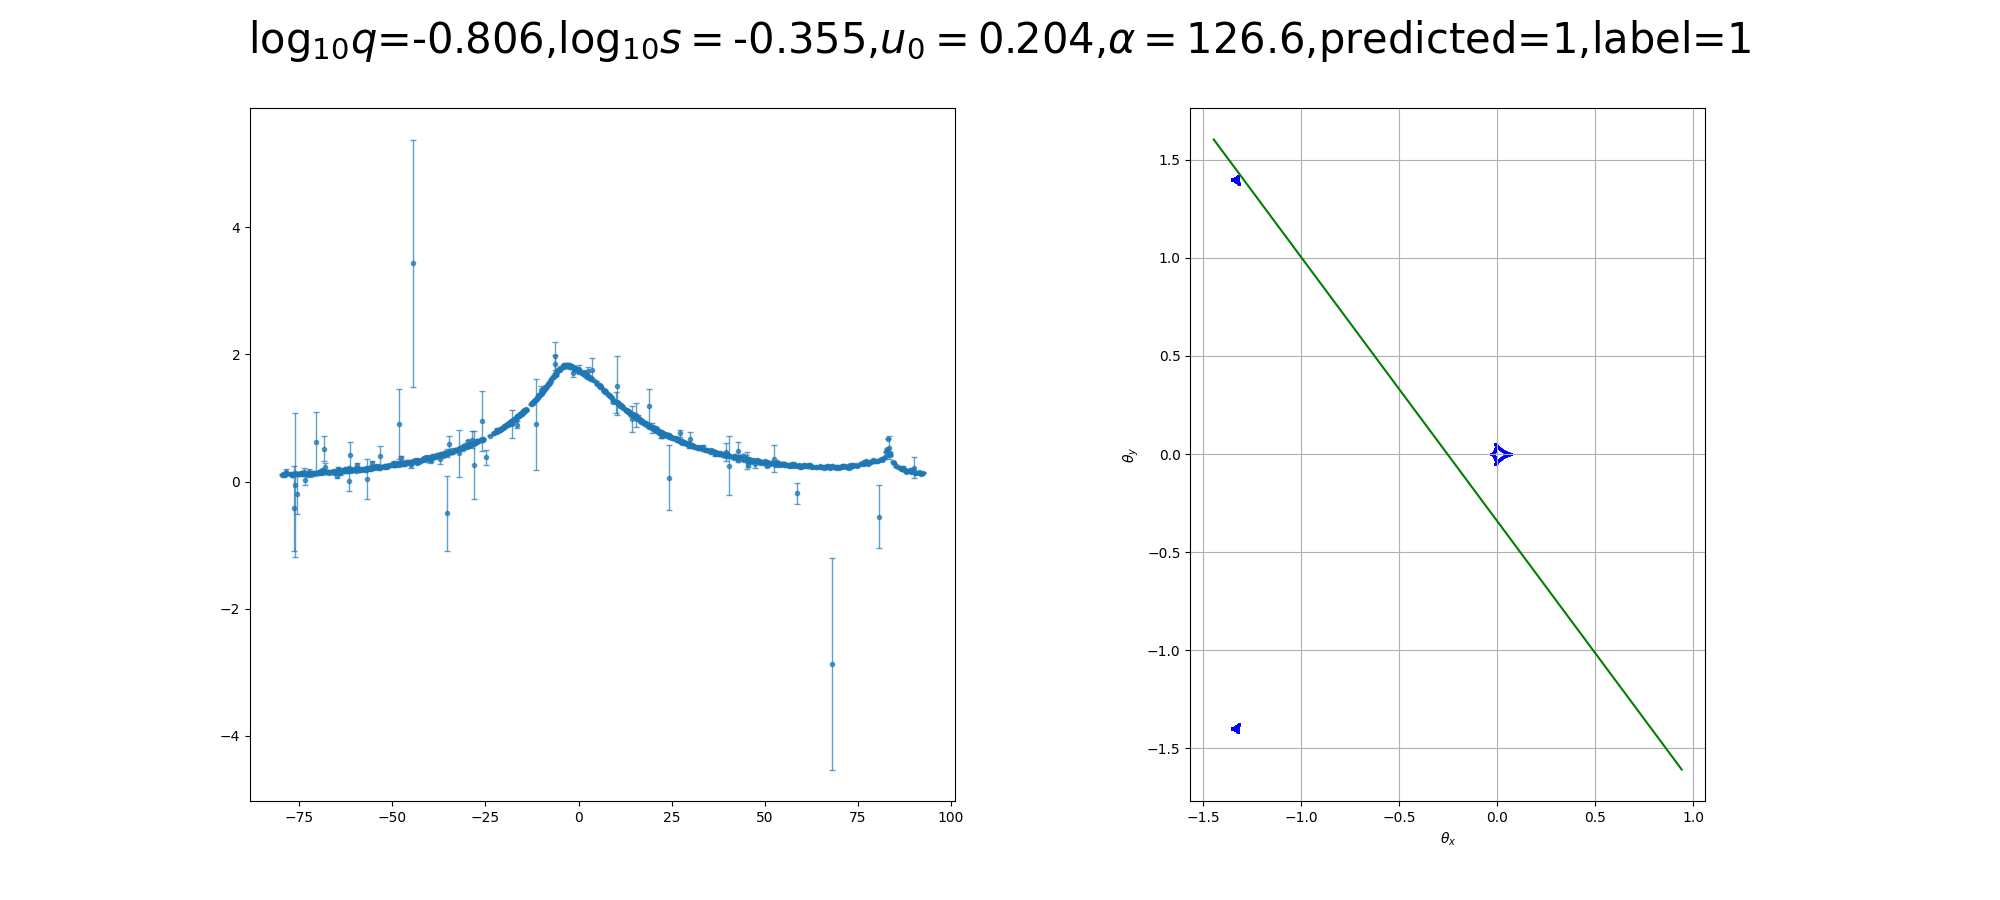 log₁₀q=-0.806,log₁₀s = -0.355,u₀ = 0.204,α = 126.6,predicted=1,label=1
4
2
0
−2
−4
−75 −50 −25 0 25 50 75 100
1.5
1.0
0.5
0.0
−0.5
−1.0
−1.5
θy
−1.5 −1.0 −0.5 0.0 0.5 1.0
θx